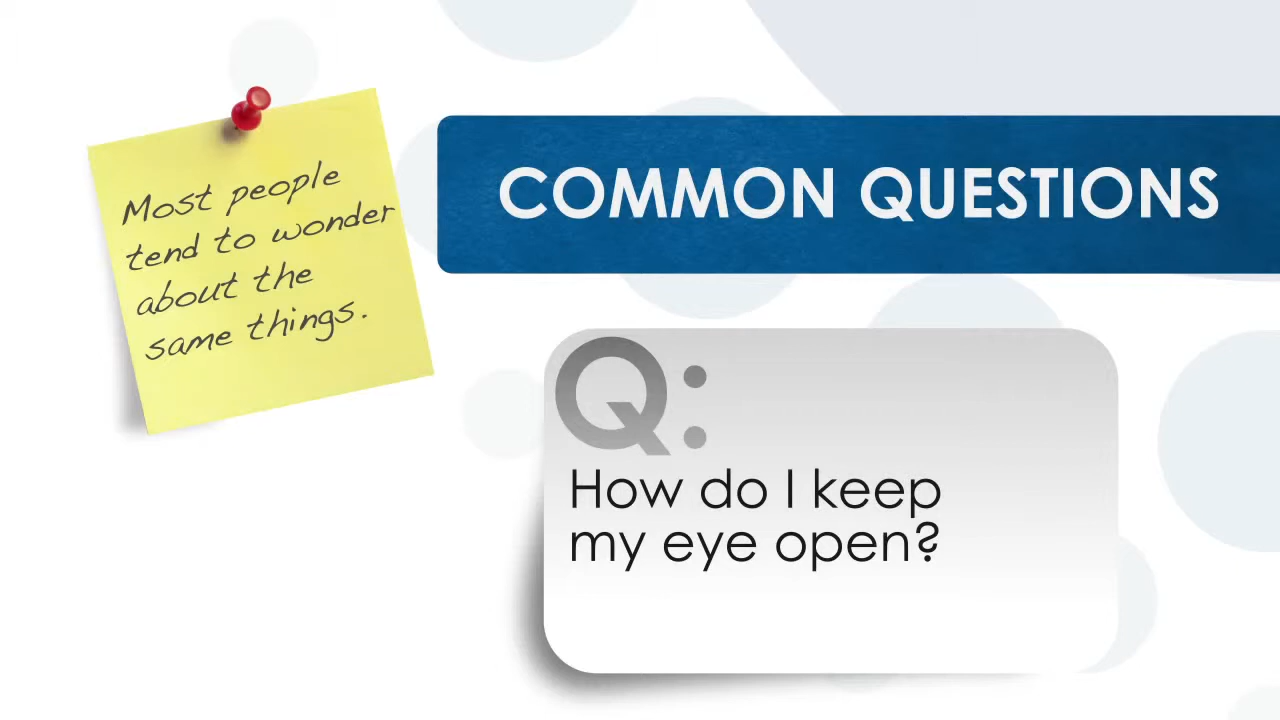 Most people
tend to wonder
about the
same things.
COMMON QUESTIONS
Q:
How do I keep
my eye open?